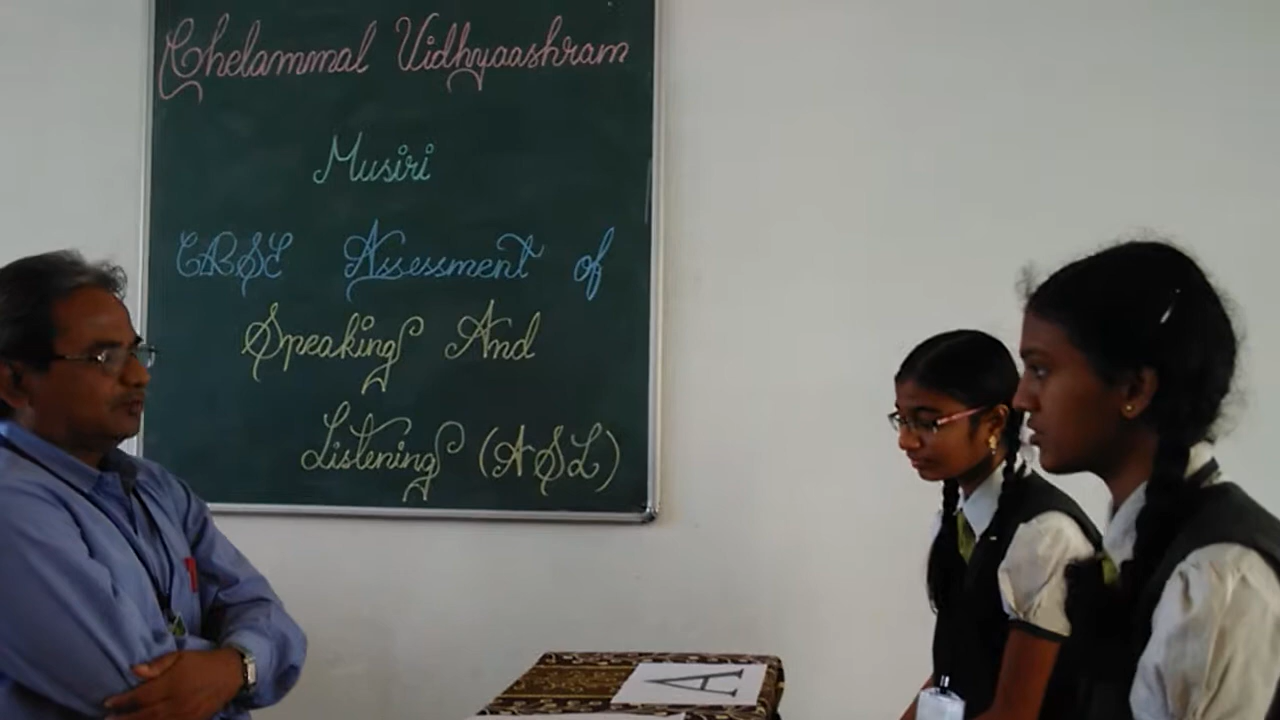 Chelammal Vidhyaashram
Musiri
CBSE Assessment of
Speaking And
Listening (ASL)
A